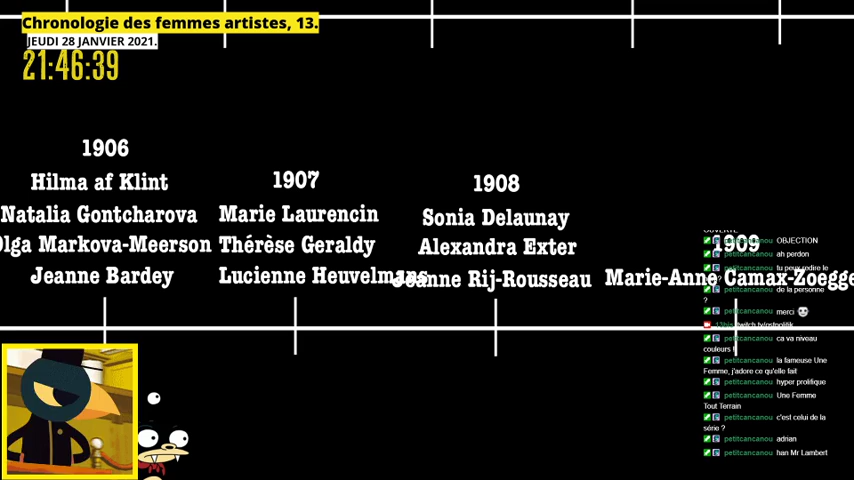 Chronologie des femmes artistes, 13.
JEUDI 28 JANVIER 2021.
21:46:39
1906
Hilma af Klint
Natalia Gontcharova
Olga Markova-Meerson
Jeanne Bardey
1907
Marie Laurencin
Thérèse Geraldy
Lucienne Heuvelmans
1908
Sonia Delaunay
Alexandra Exter
Jeanne Rij-Rousseau
1909
Marie-Anne Camax-Zoegge
OUVERTE
petitcancanou OBJECTION
petitcancanou ah perdon
petitcancanou tu peux redire le
?
petitcancanou de la personne
?
petitcancanou merci
petitcancanou ca va niveau
couleurs !
petitcancanou la fameuse Une
Femme, j'adore ce qu'elle fait
petitcancanou hyper prolifique
petitcancanou Une Femme
Tout Terrain
petitcancanou c'est celui de la
série ?
petitcancanou adrian
petitcancanou han Mr Lambert